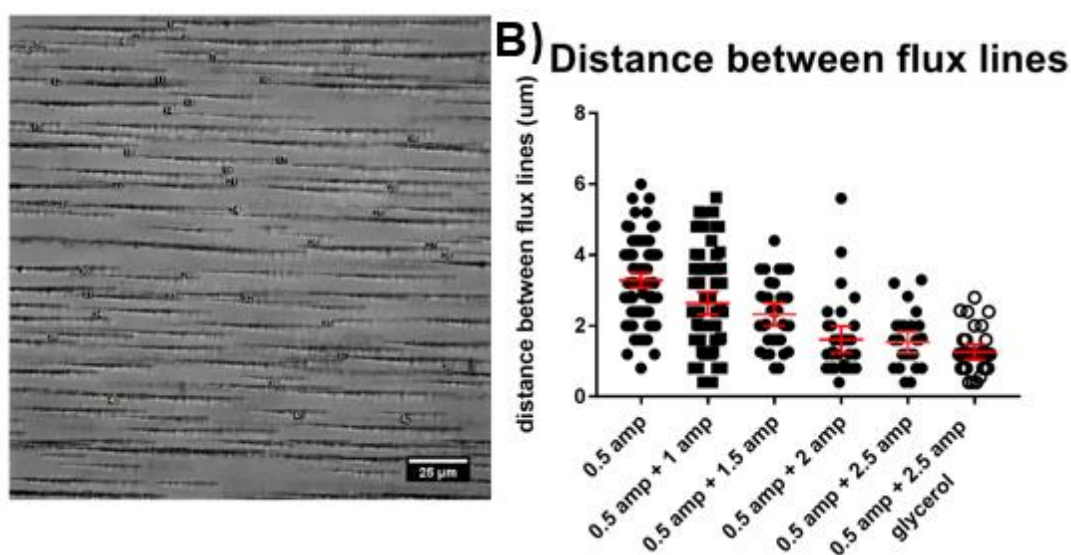 25 µm
B) Distance between flux lines
distance between flux lines (um)
8
6
4
2
0
0.5 amp
0.5 amp + 1 amp
0.5 amp + 1.5 amp
0.5 amp + 2 amp
0.5 amp + 2.5 amp
0.5 amp + 2.5 amp
glycerol